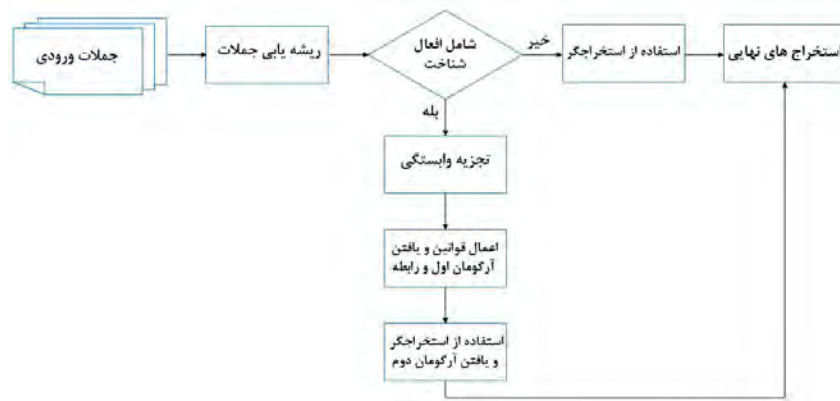 جملات ورودی
ریشه یابی جملات
شامل افعال
شناخت
خیر
استفاده از استخراجگر
استخراج های نهایی
بله
تجزیه وابستگی
اعمال قوانین و یافتن
آرگومان اول و رابطه
استفاده از استخراجگر
و یافتن آرگومان دوم